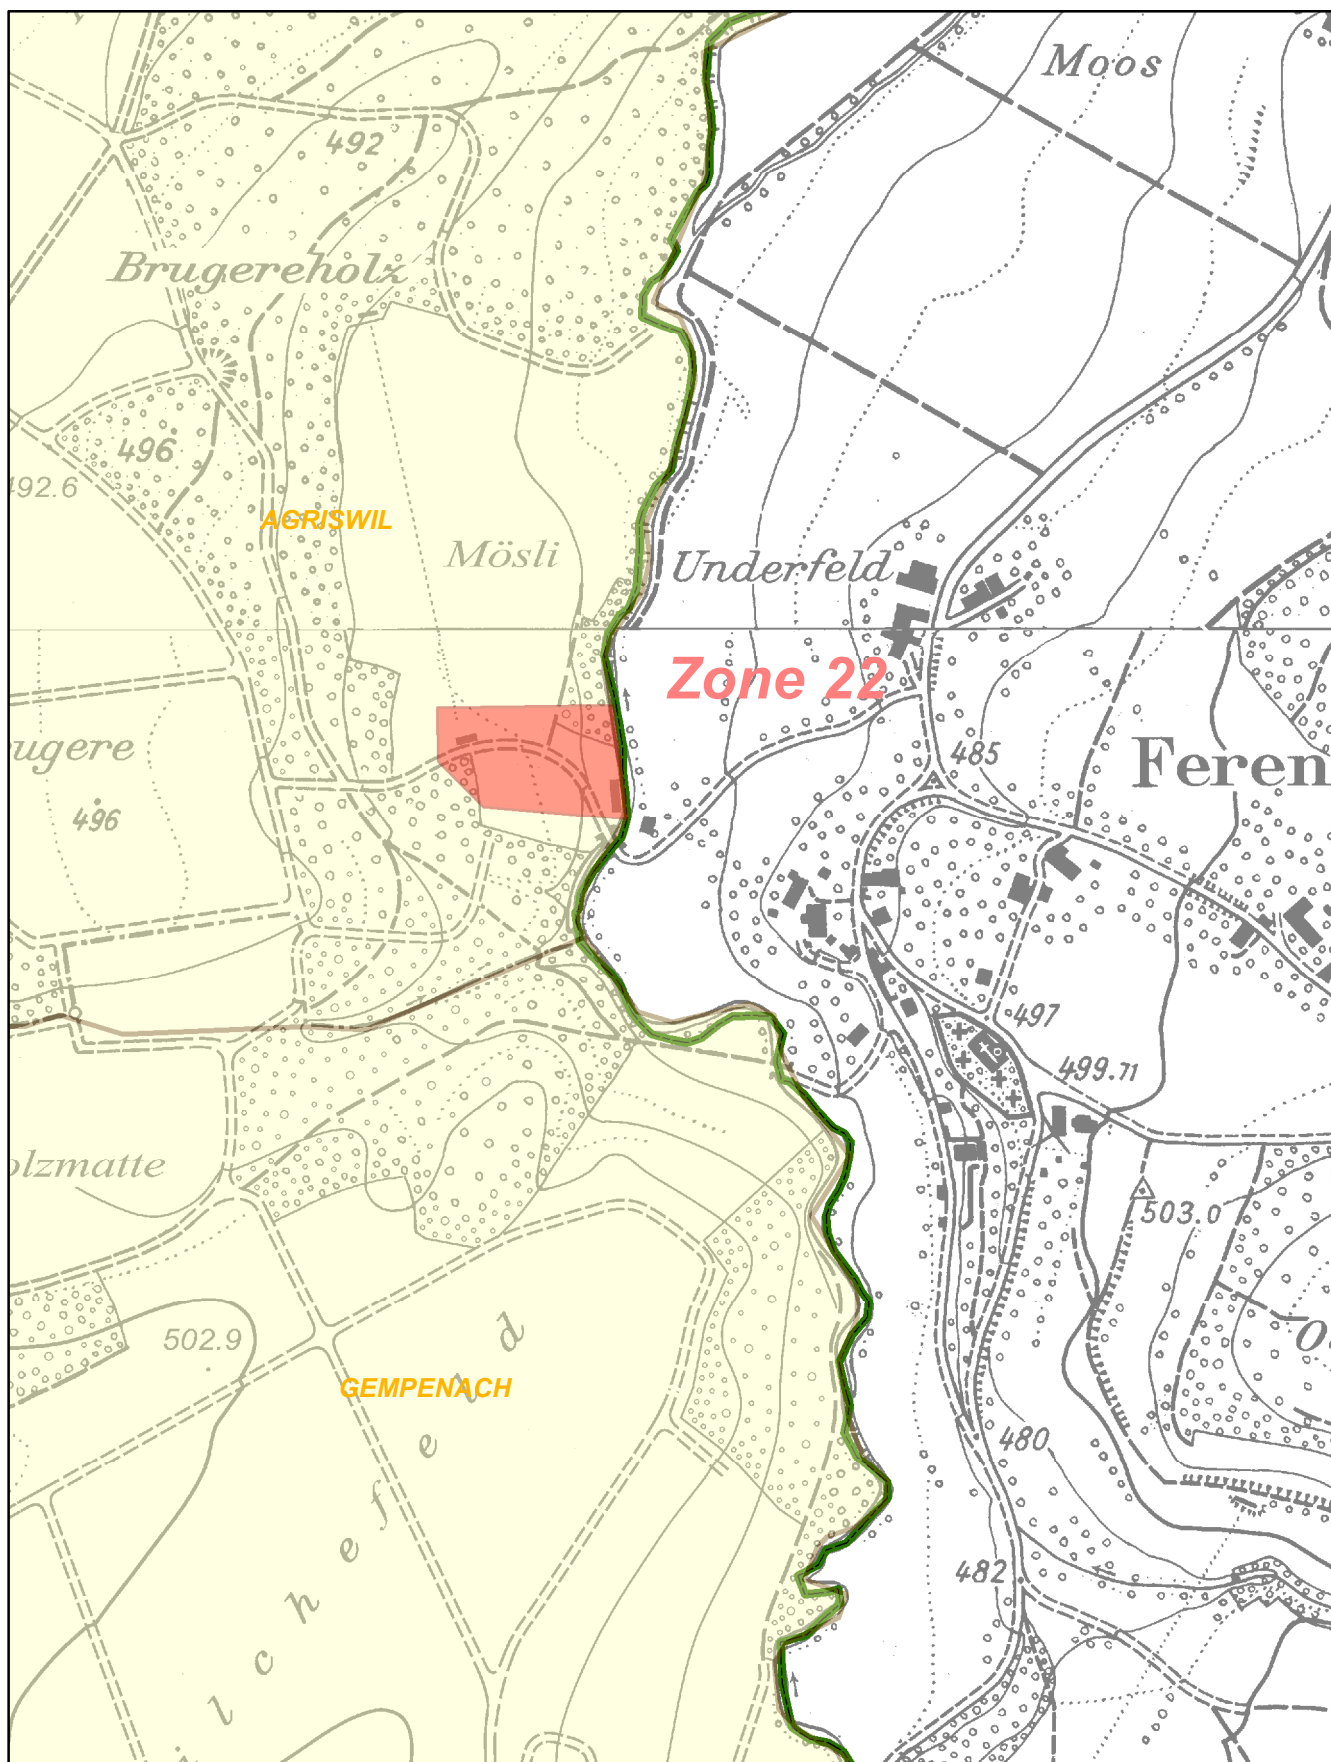 Moos
492
Brugereholz
496
492.6
AGRISWIL
Mösli
Underfeld
Zone 22
485
ugere
Feren
496
497
499.71
olzmatte
503.0
502.9
GEMPENACH
480
482
i l c h e f e l d